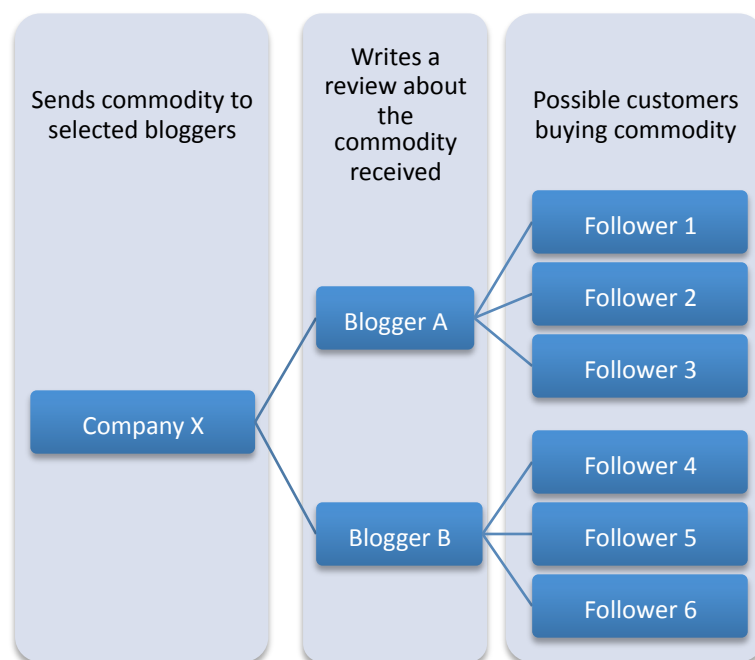 Sends commodity to
selected bloggers
Writes a
review about
the
commodity
received
Possible customers
buying commodity
Company X
Blogger A
Blogger B
Follower 1
Follower 2
Follower 3
Follower 4
Follower 5
Follower 6